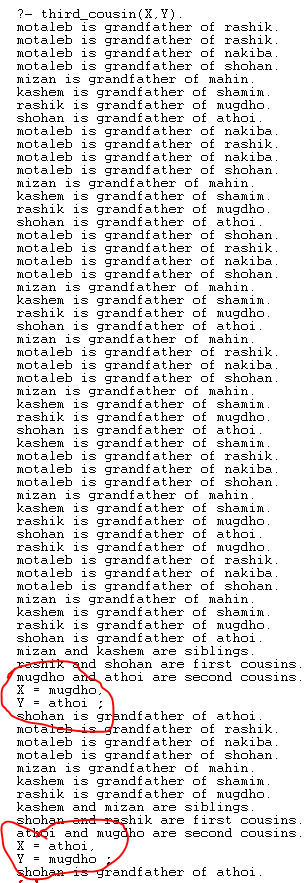 ?- third_cousin(X,Y).
motaleb is grandfather of rashik.
motaleb is grandfather of rashik.
motaleb is grandfather of nakiba.
motaleb is grandfather of shohan.
mizan is grandfather of mahin.
kashem is grandfather of shamim.
rashik is grandfather of mugdho.
shohan is grandfather of athoi.
motaleb is grandfather of nakiba.
motaleb is grandfather of rashik.
motaleb is grandfather of nakiba.
motaleb is grandfather of shohan.
mizan is grandfather of mahin.
kashem is grandfather of shamim.
rashik is grandfather of mugdho.
shohan is grandfather of athoi.
motaleb is grandfather of shohan.
motaleb is grandfather of rashik.
motaleb is grandfather of nakiba.
motaleb is grandfather of shohan.
mizan is grandfather of mahin.
kashem is grandfather of shamim.
rashik is grandfather of mugdho.
shohan is grandfather of athoi.
mizan is grandfather of mahin.
motaleb is grandfather of rashik.
motaleb is grandfather of nakiba.
motaleb is grandfather of shohan.
mizan is grandfather of mahin.
kashem is grandfather of shamim.
rashik is grandfather of mugdho.
shohan is grandfather of athoi.
kashem is grandfather of shamim.
motaleb is grandfather of rashik.
motaleb is grandfather of nakiba.
motaleb is grandfather of shohan.
mizan is grandfather of mahin.
kashem is grandfather of shamim.
rashik is grandfather of mugdho.
shohan is grandfather of athoi.
rashik is grandfather of mugdho.
motaleb is grandfather of rashik.
motaleb is grandfather of nakiba.
motaleb is grandfather of shohan.
mizan is grandfather of mahin.
kashem is grandfather of shamim.
rashik is grandfather of mugdho.
shohan is grandfather of athoi.
mizan and kashem are siblings.
rashik and shohan are first cousins.
mugdho and athoi are second cousins.
X = mugdho,
Y = athoi ;
shohan is grandfather of athoi.
motaleb is grandfather of rashik.
motaleb is grandfather of nakiba.
motaleb is grandfather of shohan.
mizan is grandfather of mahin.
kashem is grandfather of shamim.
rashik is grandfather of mugdho.
kashem and mizan are siblings.
shohan and rashik are first cousins.
athoi and mugdho are second cousins.
X = athoi,
Y = mugdho ;
shohan is grandfather of athoi.